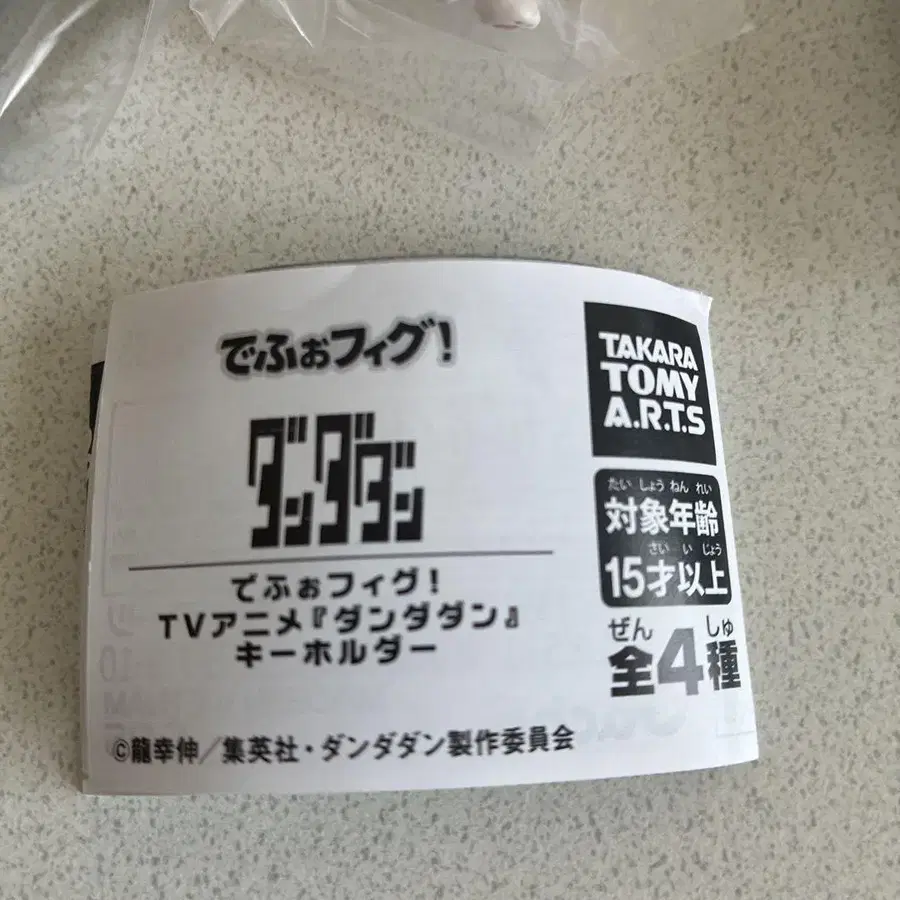 でふぉフィグ!
ダンダダン
でふぉフィグ!
TVアニメ『ダンダダン』
キーホルダー
©龍幸伸/集英社・ダンダダン製作委員会
TAKARA
TOMY
A.R.T.S
たいしょうねんれい
対象年齢
さいいじょう
15才以上
ぜん しゅ
全4種